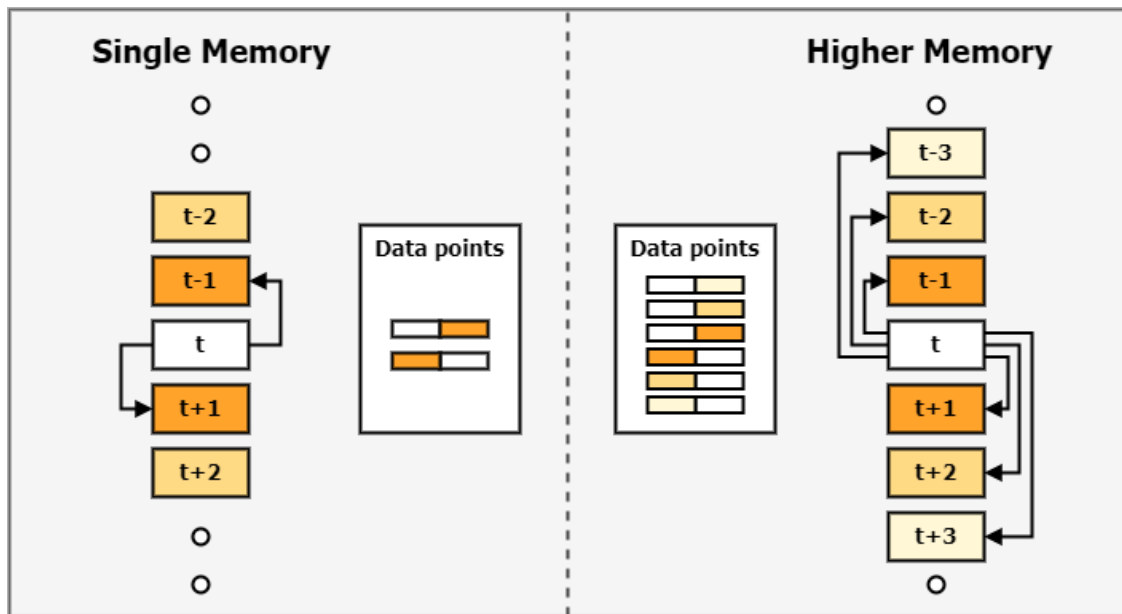 Single Memory
t-2
t-1
t
t+1
t+2
Data points
Higher Memory
Data points
t-3
t-2
t-1
t
t+1
t+2
t+3